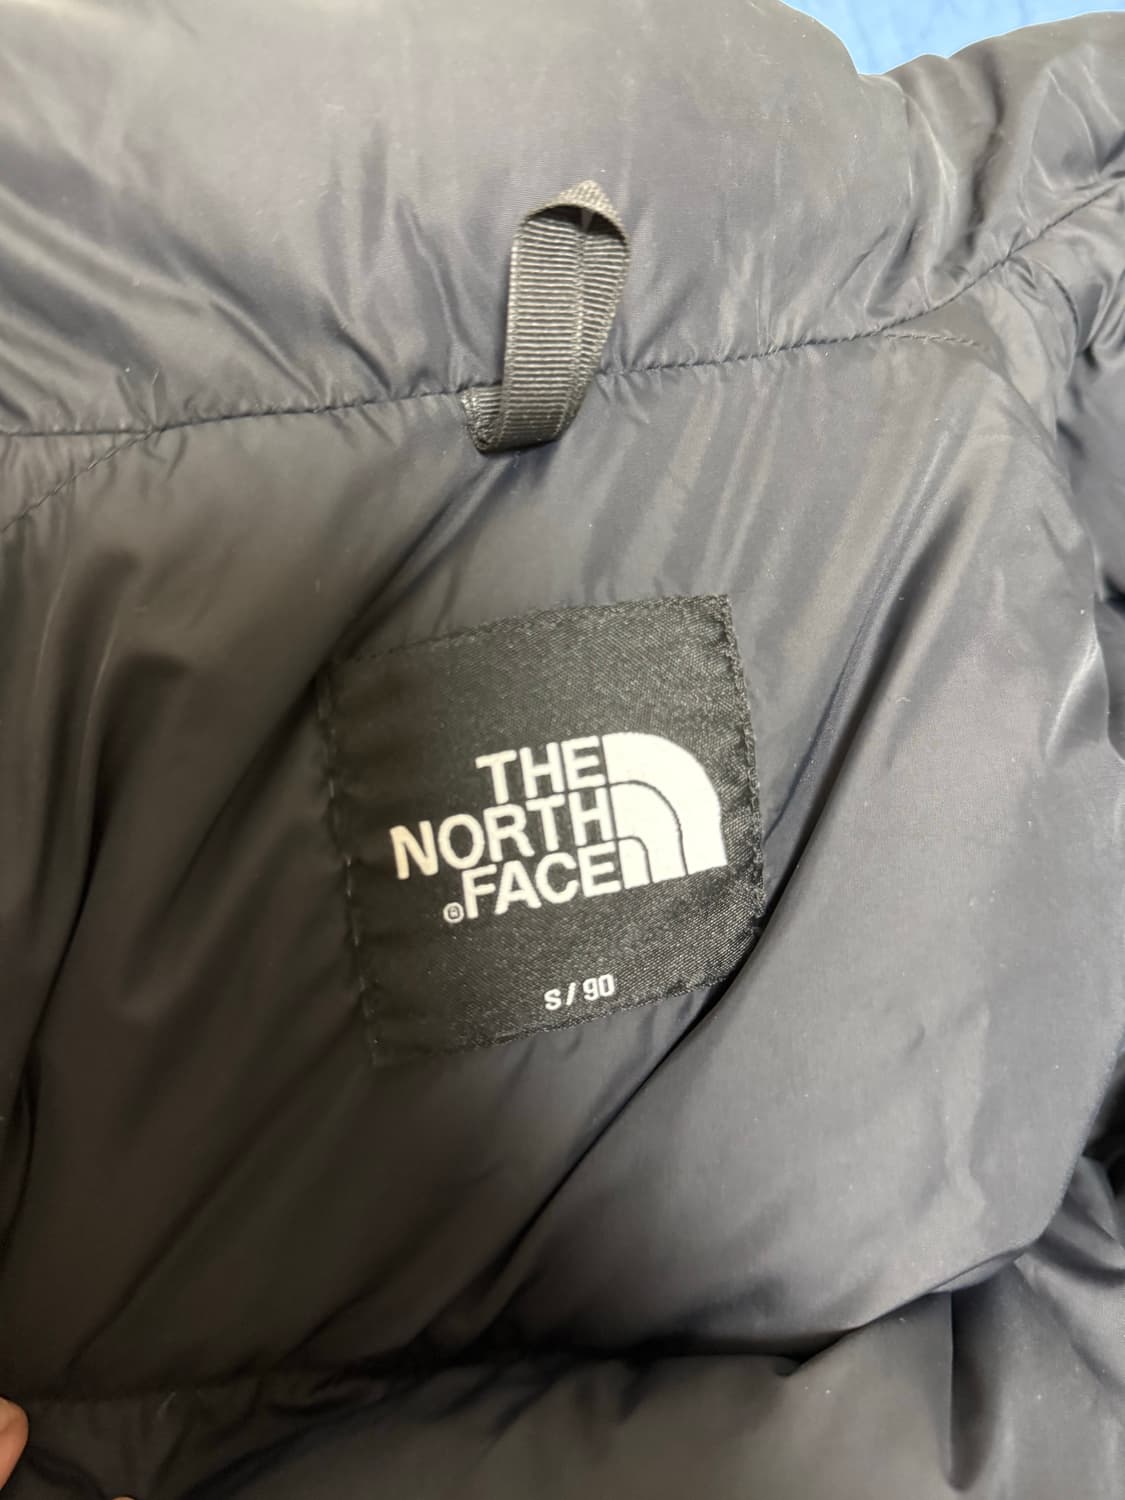 THE
NORTH
FACE
®
S / 90